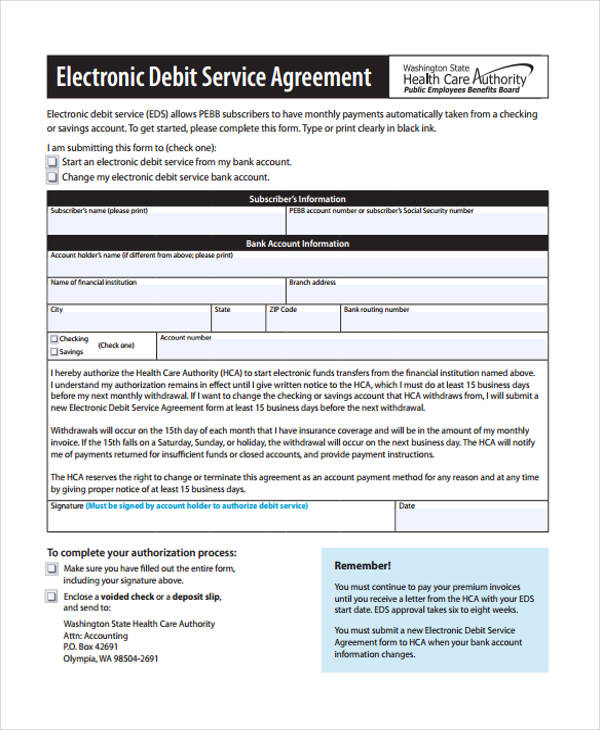 Electronic Debit Service Agreement
Washington State
Health Care Authority
Public Employees Benefits Board
Electronic debit service (EDS) allows PEBB subscribers to have monthly payments automatically taken from a checking
or savings account. To get started, please complete this form. Type or print clearly in black ink.
I am submitting this form to (check one):
Start an electronic debit service from my bank account.
Change my electronic debit service bank account.
Subscriber's Information
Subscriber's name (please print)
PEBB account number or subscriber's Social Security number
Bank Account Information
Account holder's name (if different from above; please print)
Name of financial institution
Branch address
City
State
ZIP Code
Bank routing number
Checking
Savings
(Check one)
Account number
I hereby authorize the Health Care Authority (HCA) to start electronic funds transfers from the financial institution named above.
I understand my authorization remains in effect until I give written notice to the HCA, which I must do at least 15 business days
before my next monthly withdrawal. If I want to change the checking or savings account that HCA withdraws from, I will submit a
new Electronic Debit Service Agreement form at least 15 business days before the next withdrawal.
Withdrawals will occur on the 15th day of each month that I have insurance coverage and will be in the amount of my monthly
invoice. If the 15th falls on a Saturday, Sunday, or holiday, the withdrawal will occur on the next business day. The HCA will notify
me of payments returned for insufficient funds or closed accounts, and provide payment instructions.
The HCA reserves the right to change or terminate this agreement as an account payment method for any reason and at any time
by giving proper notice of at least 15 business days.
Signature (Must be signed by account holder to authorize debit service)
Date
To complete your authorization process:
Make sure you have filled out the entire form,
including your signature above.
Enclose a voided check or a deposit slip,
and send to:
Washington State Health Care Authority
Attn: Accounting
P.O. Box 42691
Olympia, WA 98504-2691
Remember!
You must continue to pay your premium invoices
until you receive a letter from the HCA with your EDS
start date. EDS approval takes six to eight weeks.
You must submit a new Electronic Debit Service
Agreement form to HCA when your bank account
information changes.